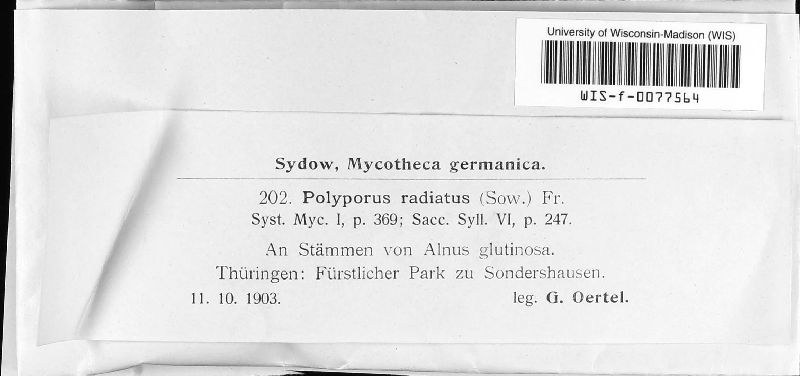 University of Wisconsin-Madison (WIS)
WIS-f-0077564
Sydow, Mycotheca germanica.
202. Polyporus radiatus (Sow.) Fr.
Syst. Myc. I, p. 369; Sacc. Syll. VI, p. 247.
An Stämmen von Alnus glutinosa.
Thüringen: Fürstlicher Park zu Sondershausen.
11. 10. 1903. leg. G. Oertel.